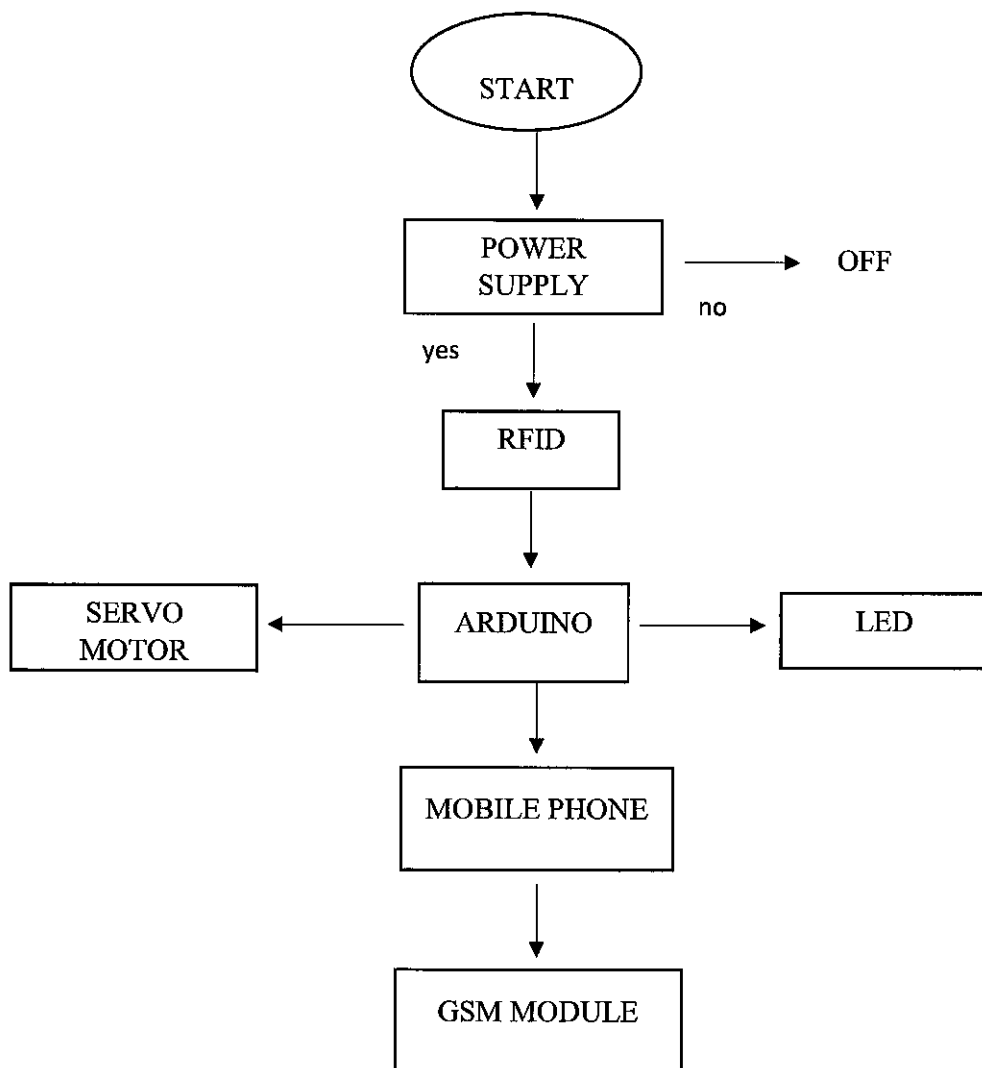 START
POWER
SUPPLY
OFF
no
yes
RFID
SERVO
MOTOR
ARDUINO
LED
MOBILE PHONE
GSM MODULE